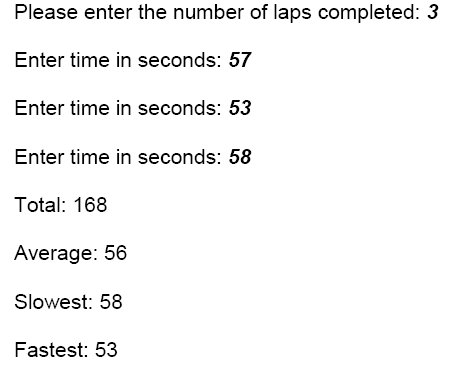 Please enter the number of laps completed: 3
Enter time in seconds: 57
Enter time in seconds: 53
Enter time in seconds: 58
Total: 168
Average: 56
Slowest: 58
Fastest: 53